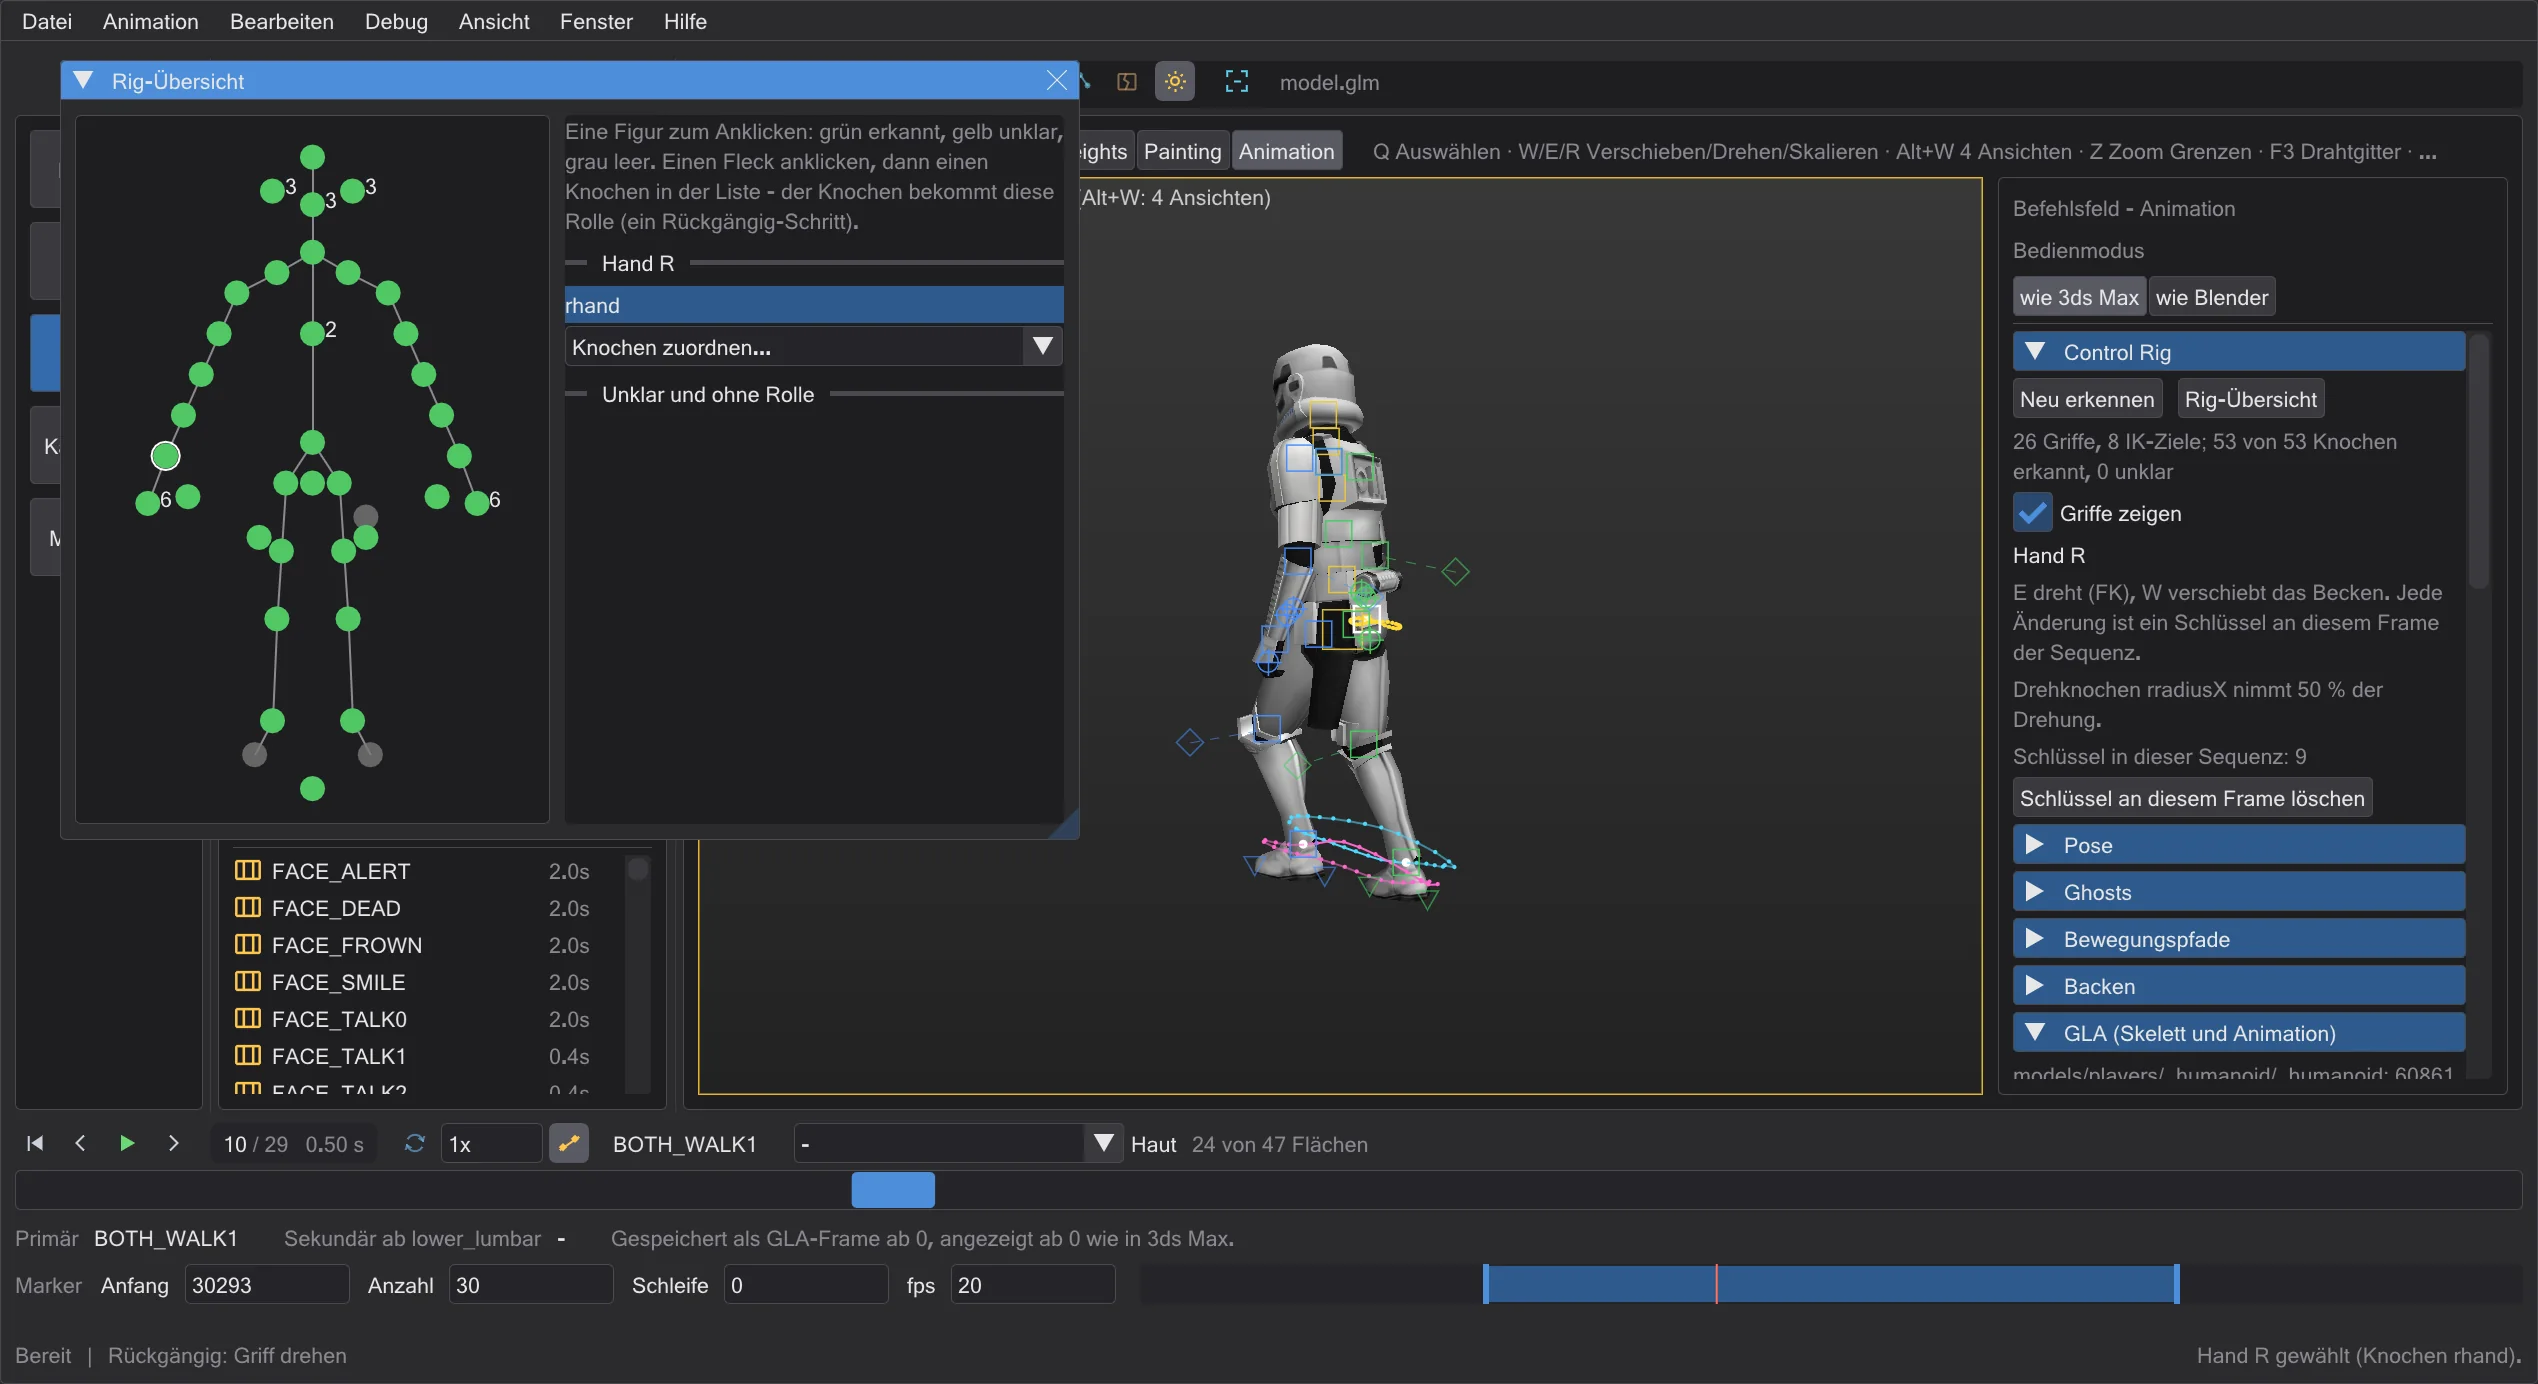 Datei Animation Bearbeiten Debug Ansicht Fenster Hilfe
Rig-Übersicht
model.glm
Eine Figur zum Anklicken: grün erkannt, gelb unklar,
grau leer. Einen Fleck anklicken, dann einen
Knochen in der Liste - der Knochen bekommt diese
Rolle (ein Rückgängig-Schritt).
Hand R
rhand
Knochen zuordnen...
Unklar und ohne Rolle
3 3
3
2
6 6
ights Painting Animation Q Auswählen · W/E/R Verschieben/Drehen/Skalieren · Alt+W 4 Ansichten · Z Zoom Grenzen · F3 Drahtgitter · ...
(Alt+W: 4 Ansichten)
Befehlsfeld - Animation
Bedienmodus
wie 3ds Max wie Blender
Control Rig
Neu erkennen Rig-Übersicht
26 Griffe, 8 IK-Ziele; 53 von 53 Knochen
erkannt, 0 unklar
Griffe zeigen
Hand R
E dreht (FK), W verschiebt das Becken. Jede
Änderung ist ein Schlüssel an diesem Frame
der Sequenz.
Drehknochen rradiusX nimmt 50 % der
Drehung.
Schlüssel in dieser Sequenz: 9
Schlüssel an diesem Frame löschen
Pose
Ghosts
Bewegungspfade
Backen
GLA (Skelett und Animation)
models/players/_humanoid/_humanoid: 60861
FACE_ALERT 2.0s
FACE_DEAD 2.0s
FACE_FROWN 2.0s
FACE_SMILE 2.0s
FACE_TALK0 2.0s
FACE_TALK1 0.4s
FACE_TALK2 0.4s
10 / 29 0.50 s 1x BOTH_WALK1 - Haut 24 von 47 Flächen
Primär BOTH_WALK1 Sekundär ab lower_lumbar - Gespeichert als GLA-Frame ab 0, angezeigt ab 0 wie in 3ds Max.
Marker Anfang 30293 Anzahl 30 Schleife 0 fps 20
Bereit | Rückgängig: Griff drehen
Hand R gewählt (Knochen rhand).